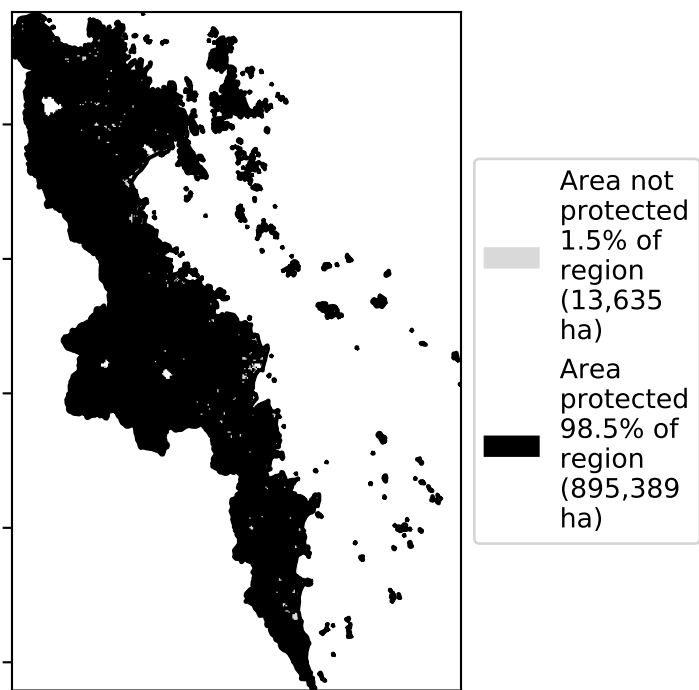 Area not
protected
1.5% of
region
(13,635
ha)
Area
protected
98.5% of
region
(895,389
ha)